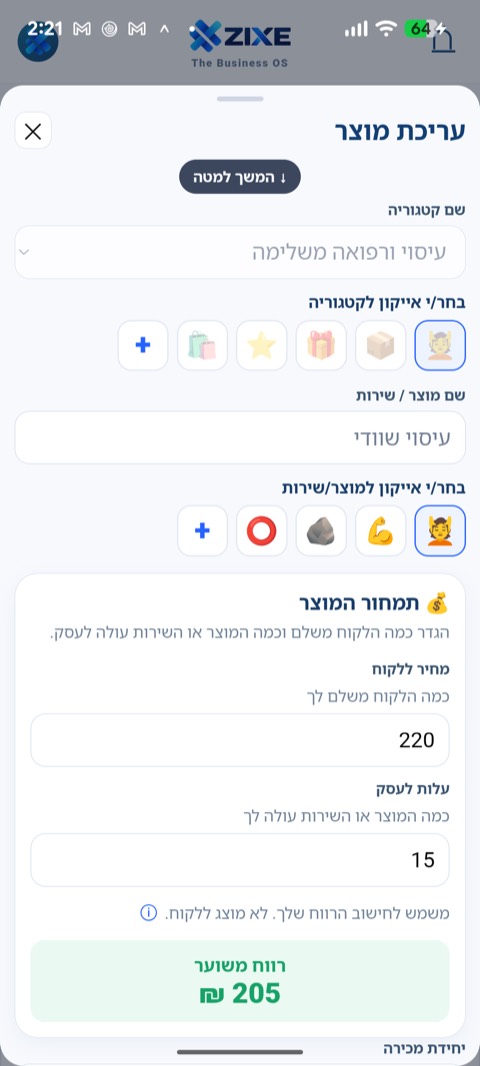 2:21
64
ZIXE
The Business OS
עריכת מוצר
↓ המשך למטה
שם קטגוריה
עיסוי ורפואה משלימה
בחר/י אייקון לקטגוריה
+
שם מוצר / שירות
עיסוי שוודי
בחר/י אייקון למוצר/שירות
+
💰 תמחור המוצר
הגדר כמה הלקוח משלם וכמה המוצר או השירות עולה לעסק.
מחיר ללקוח
כמה הלקוח משלם לך
220
עלות לעסק
כמה המוצר או השירות עולה לך
15
משמש לחישוב הרווח שלך. לא מוצג ללקוח.
רווח משוער
205 ₪
יחידת מכירה